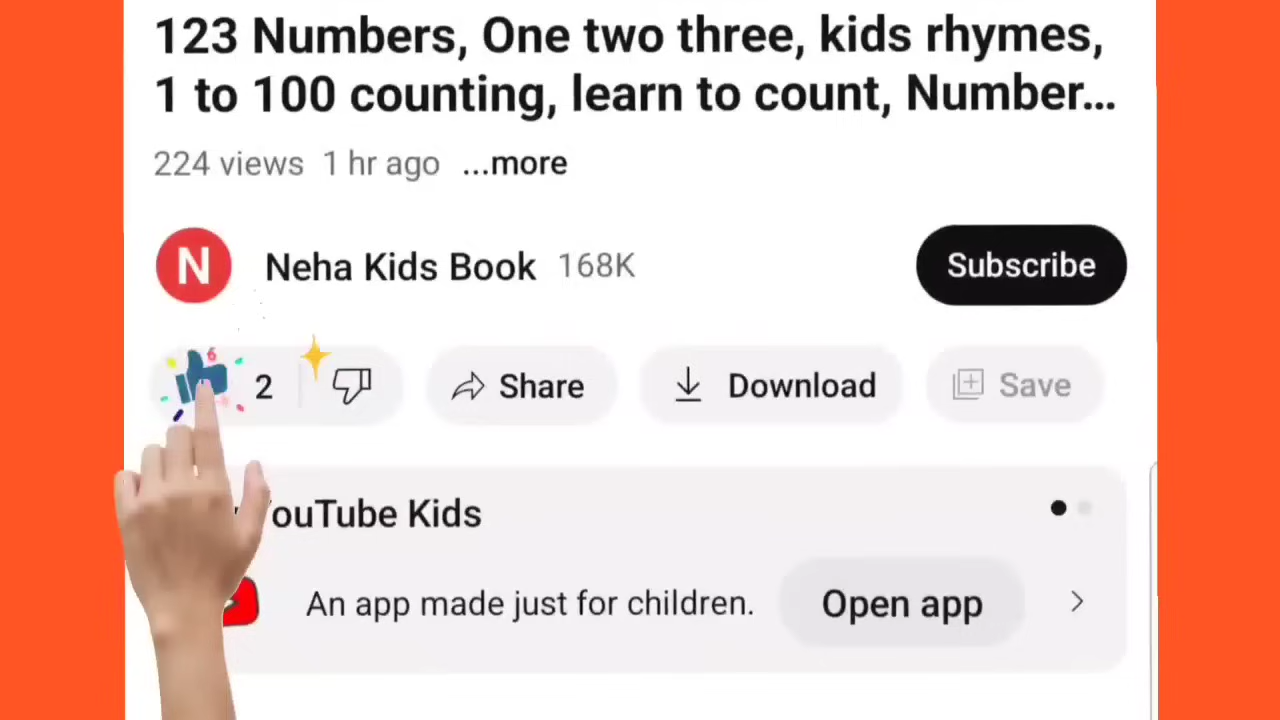 123 Numbers, One two three, kids rhymes,
1 to 100 counting, learn to count, Number...
224 views 1 hr ago ...more
N Neha Kids Book 168K Subscribe
6
2 Share Download Save
ouTube Kids
An app made just for children. Open app